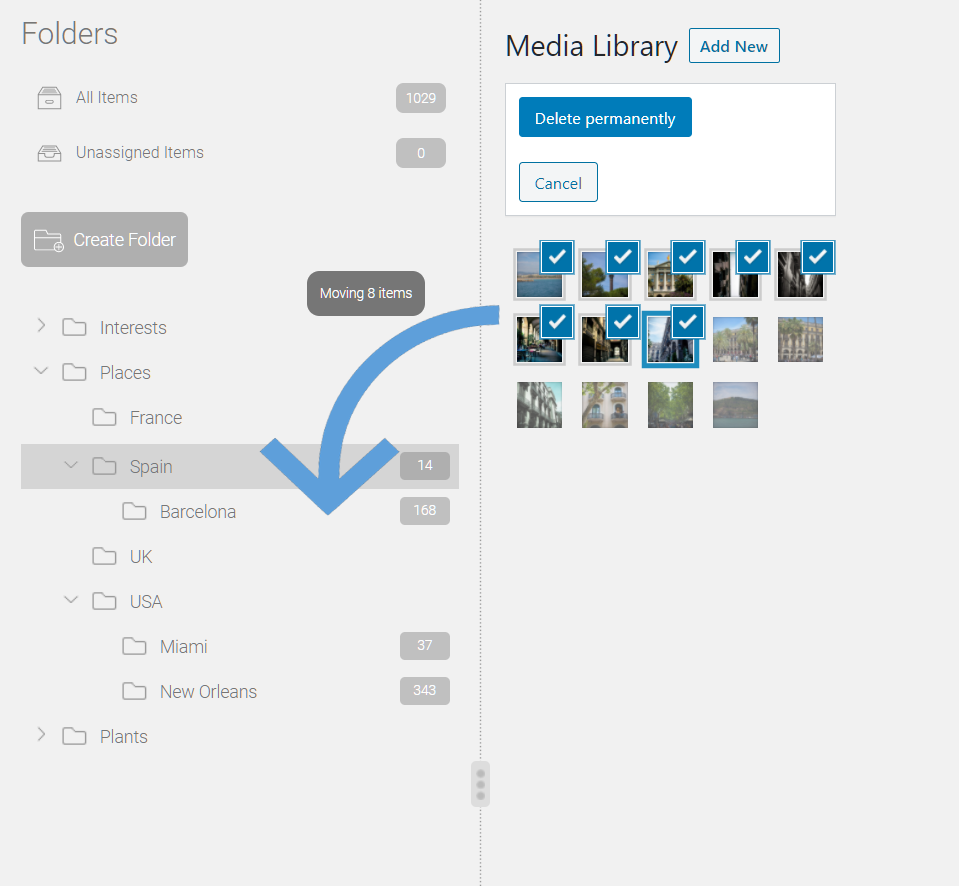 Folders
All Items 1029
Unassigned Items 0
Create Folder
Moving 8 items
Interests
Places
France
Spain 14
Barcelona 168
UK
USA
Miami 37
New Orleans 343
Plants
Media Library Add New
Delete permanently
Cancel